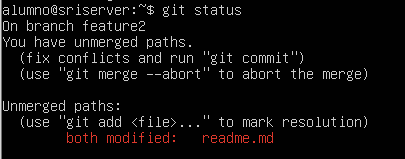 alumno@sriserver:~$ git status
On branch feature2
You have unmerged paths.
  (fix conflicts and run "git commit")
  (use "git merge --abort" to abort the merge)

Unmerged paths:
  (use "git add <file>..." to mark resolution)
        both modified:   readme.md